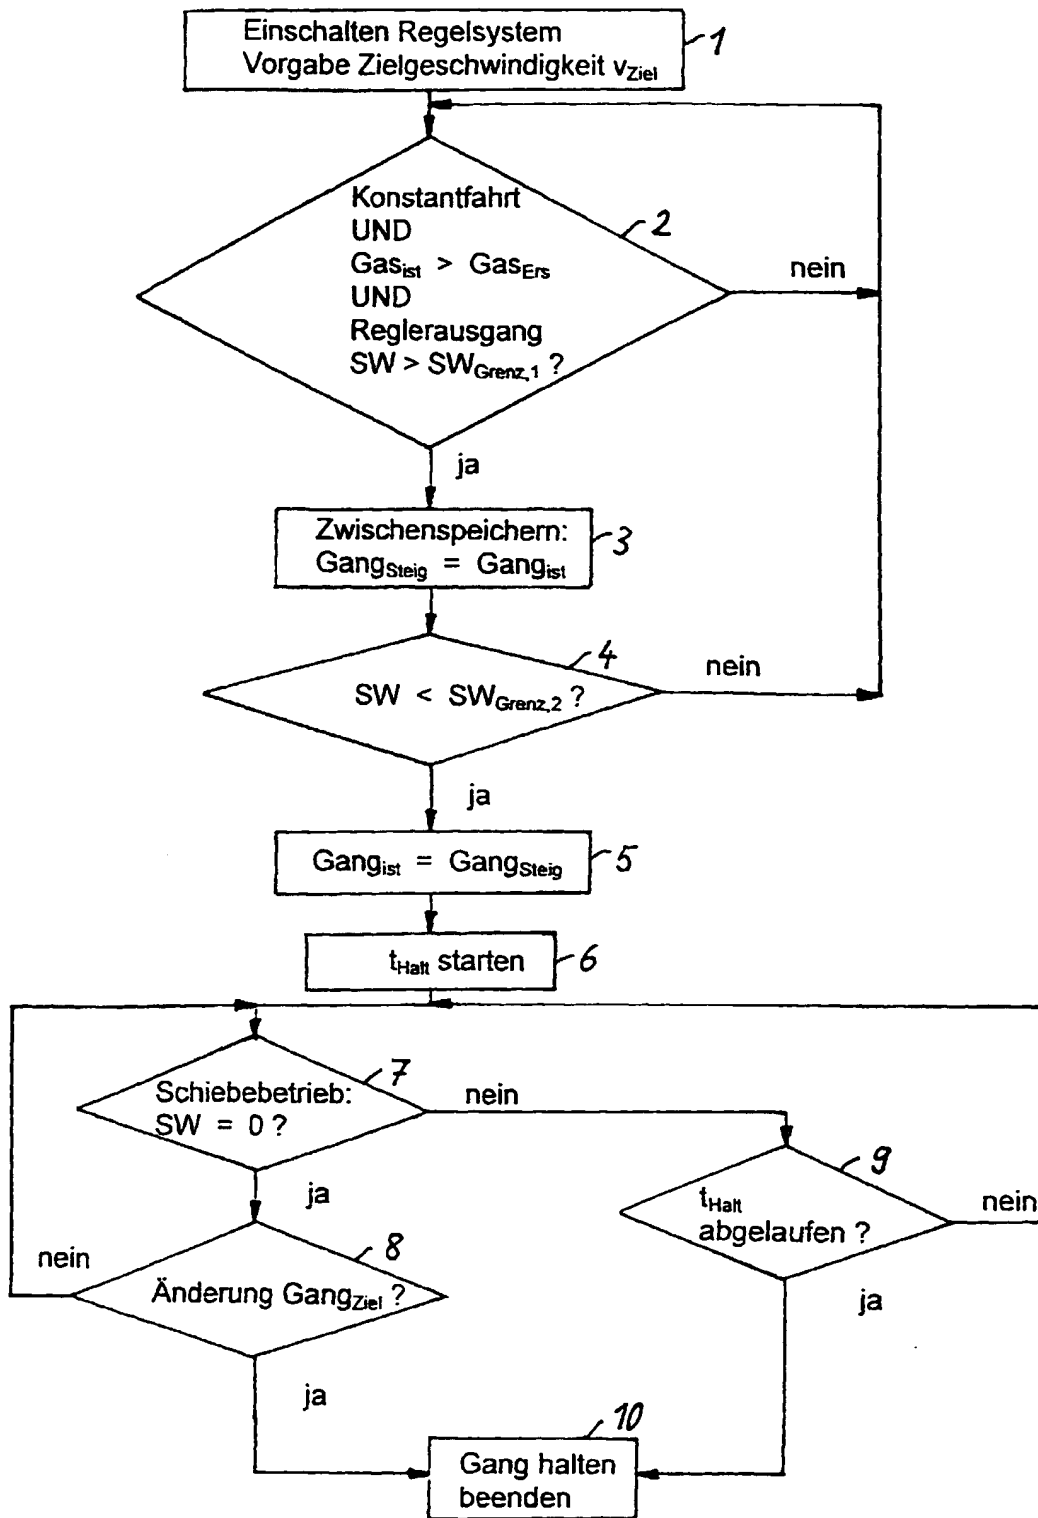 Einschalten Regelsystem
Vorgabe Zielgeschwindigkeit vZiel
1
Konstantfahrt
UND
Gasist > GasErs
UND
Reglerausgang
SW > SWGrenz,1 ?
2
nein
ja
Zwischenspeichern:
GangSteig = Gangist
3
SW < SWGrenz,2 ?
4
nein
ja
Gangist = GangSteig
5
tHalt starten
6
Schiebebetrieb:
SW = 0 ?
7
nein
ja
tHalt
abgelaufen ?
9
nein
ja
Änderung GangZiel ?
8
nein
ja
Gang halten
beenden
10